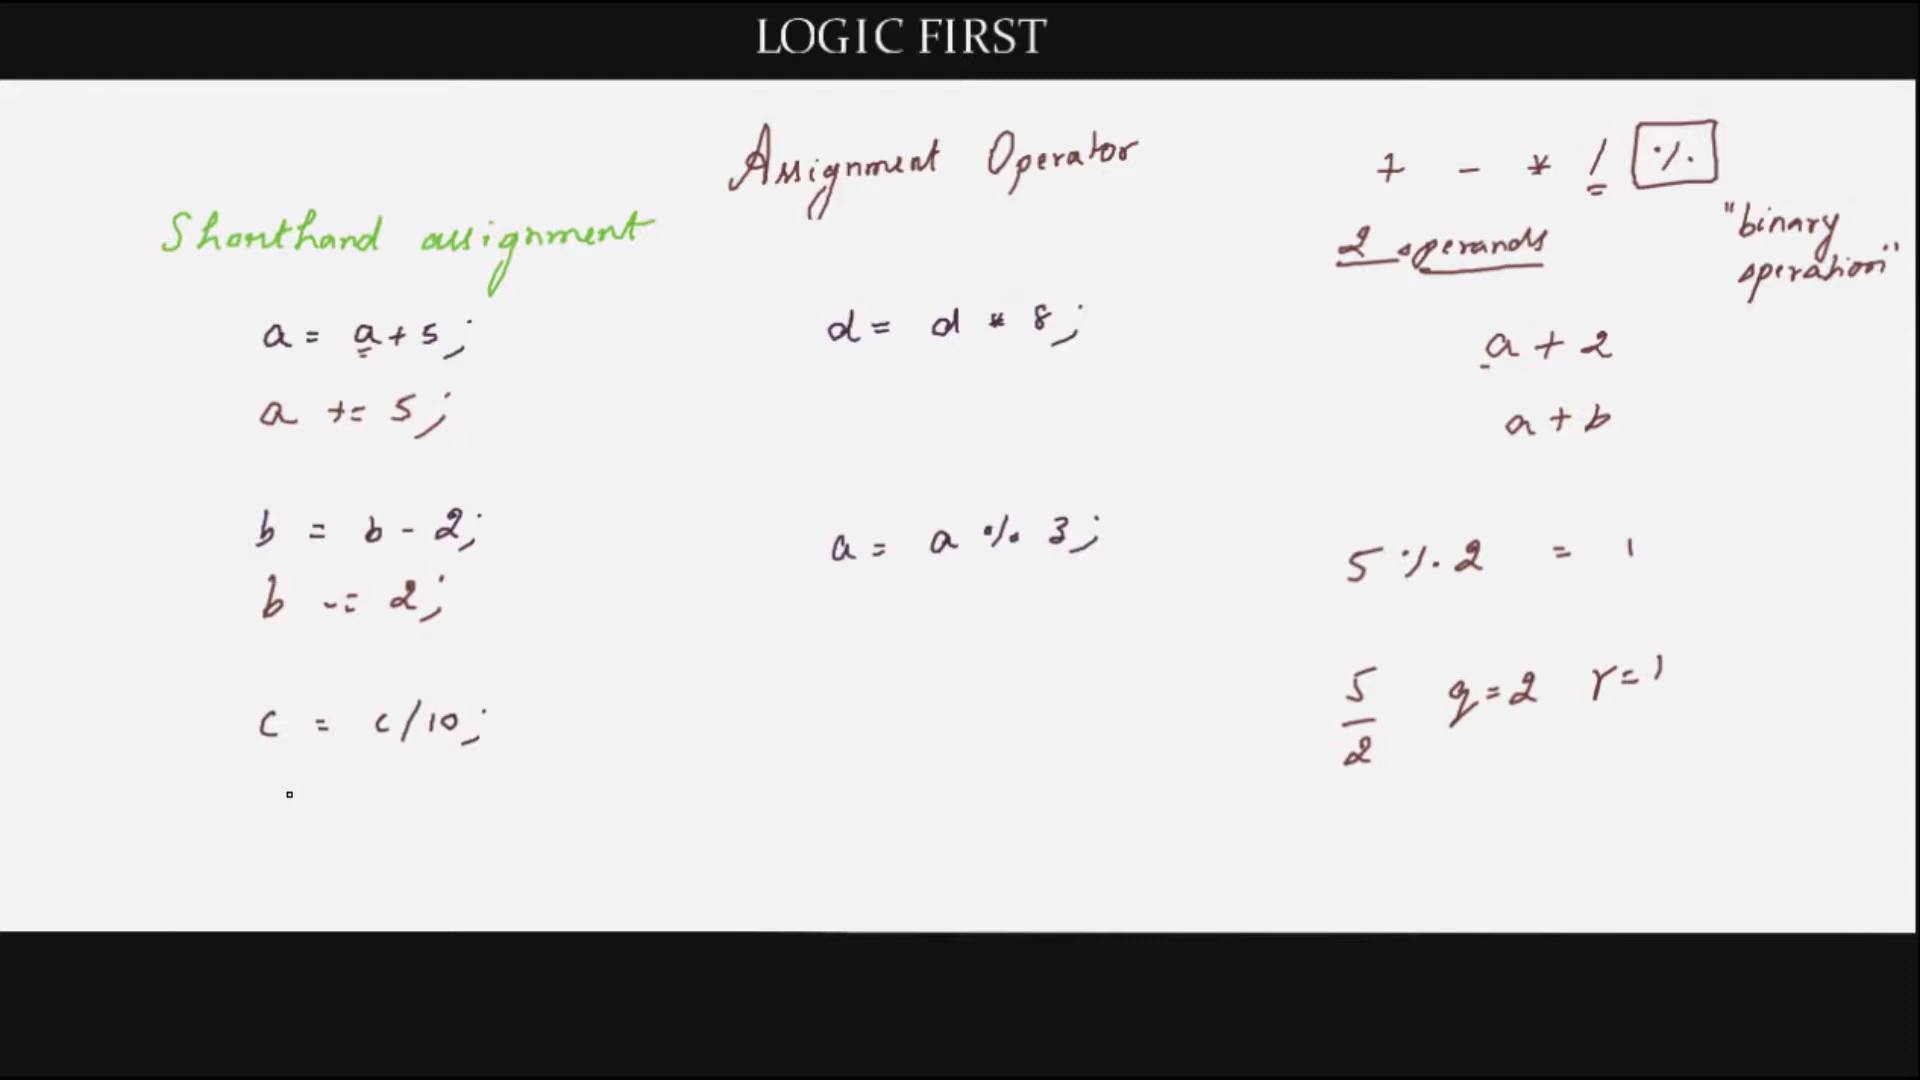 LOGIC FIRST
Assignment Operator
Shorthand assignment
a = a + 5;
a += 5;
b = b - 2;
b -= 2;
c = c/10;
d = d * 8;
a = a % 3;
+ - * / %
2 operands
"binary
operation"
a + 2
a + b
5 % 2 = 1
5
2
q = 2 r = 1